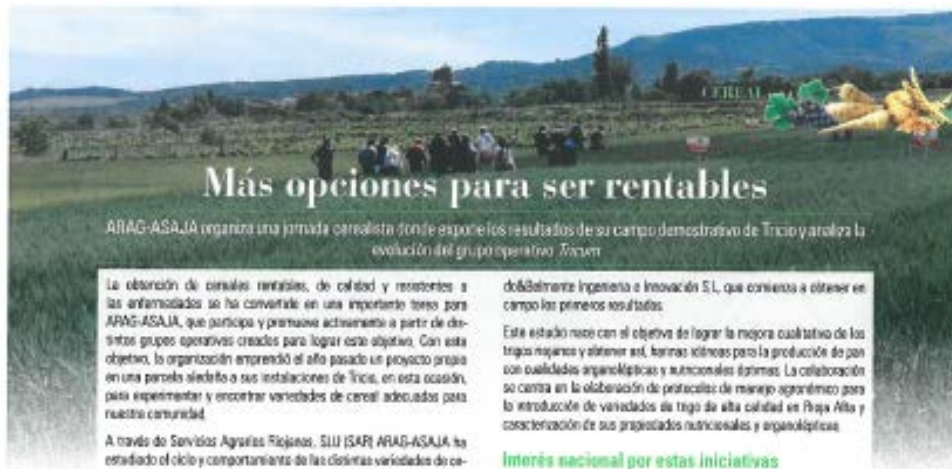 CEREAL
Más opciones para ser rentables
ARAG-ASAJA organiza una jornada cerealista donde expone los resultados de su campo demostrativo de Tricio y analiza la
evolución del grupo operativo Tricum
La obtención de cereales rentables, de calidad y resistentes a
las enfermedades se ha convertido en una importante tarea para
ARAG-ASAJA, que participa y promueve activamente a partir de dis-
tintos grupos operativos creados para lograr este objetivo. Con este
objetivo, la organización emprendió el año pasado un proyecto propio
en una parcela aledaña a sus instalaciones de Tricio, en esta ocasión,
para experimentar y encontrar variedades de cereal adecuadas para
nuestra comunidad.
A través de Servicios Agrarios Riojanos, SLU (SAR) ARAG-ASAJA ha
estudiado el ciclo y comportamiento de las distintas variedades de ce-
do&Belmonte Ingeniería e Innovación S.L, que comienza a obtener en
campo los primeros resultados.
Este estudio nace con el objetivo de lograr la mejora cualitativa de los
trigos riojanos y obtener así, harinas idóneas para la producción de pan
con cualidades organolépticas y nutricionales óptimas. La colaboración
se centra en la elaboración de protocolos de manejo agronómico para
la introducción de variedades de trigo de alta calidad en Rioja Alta y
caracterización de sus propiedades nutricionales y organolépticas.
Interés nacional por estas iniciativas